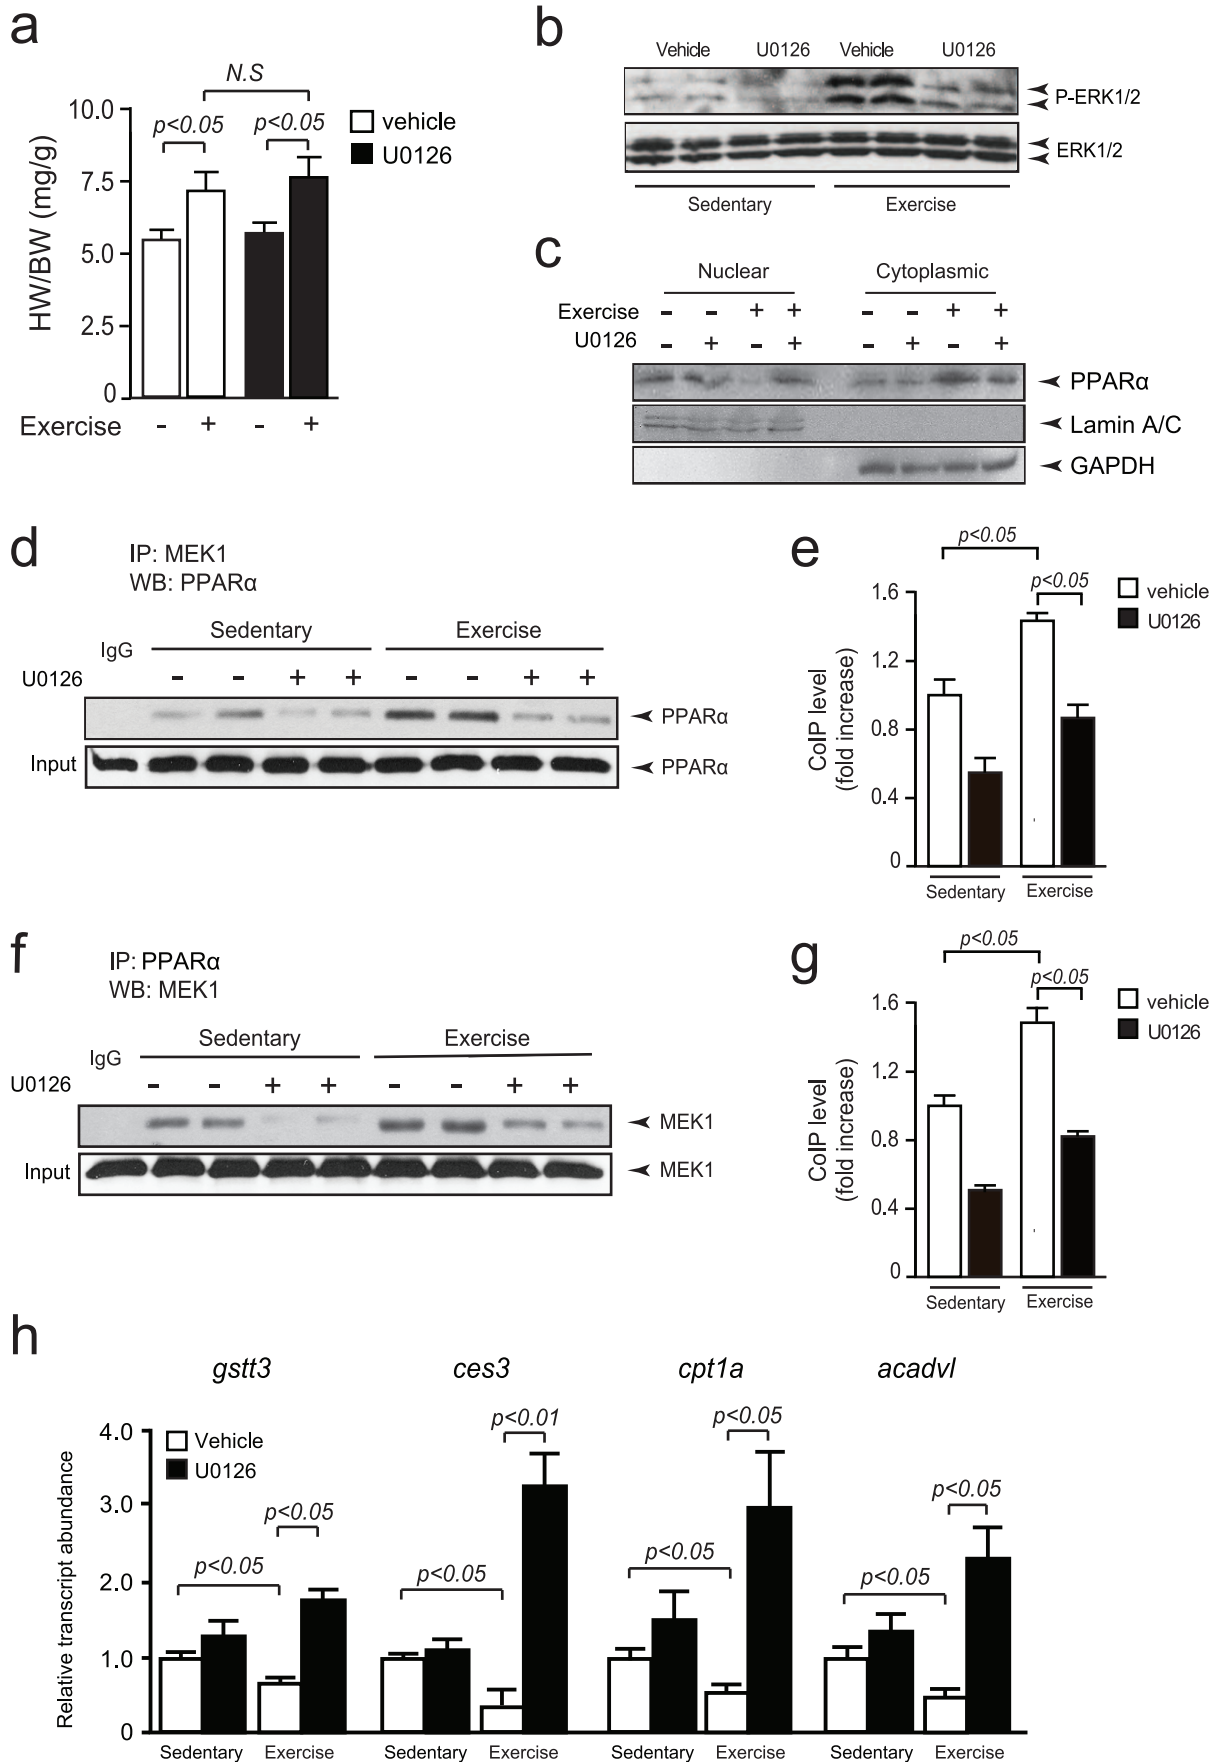 a
N.S
10.0
p<0.05
p<0.05
vehicle
U0126
7.5
5.0
2.5
0
HW/BW (mg/g)
Exercise - + - +
b
Vehicle U0126 Vehicle U0126
P-ERK1/2
ERK1/2
Sedentary Exercise
c
Nuclear Cytoplasmic
Exercise - - + + - - + +
U0126 - + - + - + - +
PPARα
Lamin A/C
GAPDH
d
IP: MEK1
WB: PPARα
Sedentary Exercise
IgG
U0126 - - + + - - + +
PPARα
Input
PPARα
e
p<0.05
p<0.05
vehicle
U0126
1.6
1.2
0.8
0.4
0
CoIP level
(fold increase)
Sedentary Exercise
f
IP: PPARα
WB: MEK1
Sedentary Exercise
IgG
U0126 - - + + - - + +
MEK1
Input
MEK1
g
p<0.05
p<0.05
vehicle
U0126
1.6
1.2
0.8
0.4
0
CoIP level
(fold increase)
Sedentary Exercise
h
gstt3 ces3 cpt1a acadvl
Vehicle
U0126
4.0
3.0
2.0
1.0
0
Relative transcript abundance
p<0.05
p<0.05
p<0.05
p<0.01
p<0.05
p<0.05
p<0.05
p<0.05
Sedentary Exercise Sedentary Exercise Sedentary Exercise Sedentary Exercise